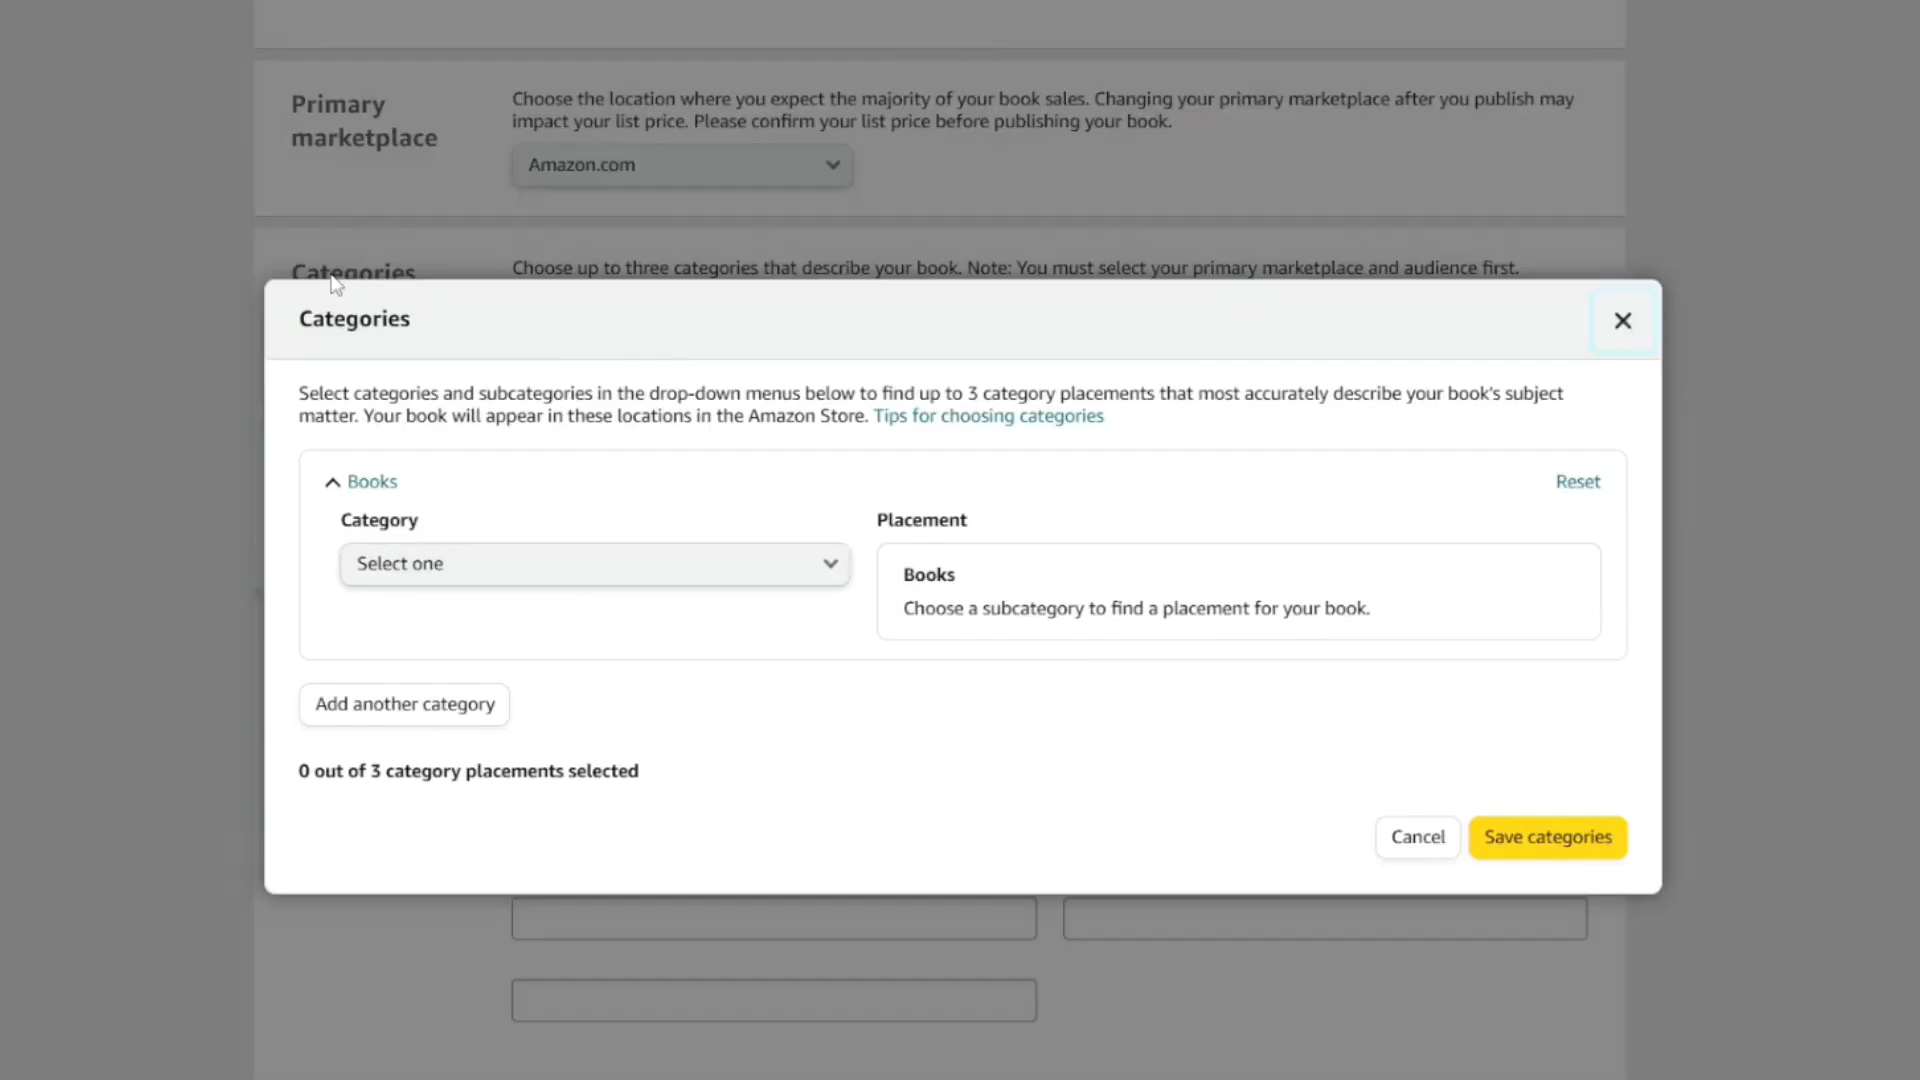 Primary
marketplace
Choose the location where you expect the majority of your book sales. Changing your primary marketplace after you publish may
impact your list price. Please confirm your list price before publishing your book.
Amazon.com
Categories
Choose up to three categories that describe your book. Note: You must select your primary marketplace and audience first.
Categories
Select categories and subcategories in the drop-down menus below to find up to 3 category placements that most accurately describe your book's subject
matter. Your book will appear in these locations in the Amazon Store. Tips for choosing categories
Books
Reset
Category
Placement
Select one
Books
Choose a subcategory to find a placement for your book.
Add another category
0 out of 3 category placements selected
Cancel
Save categories